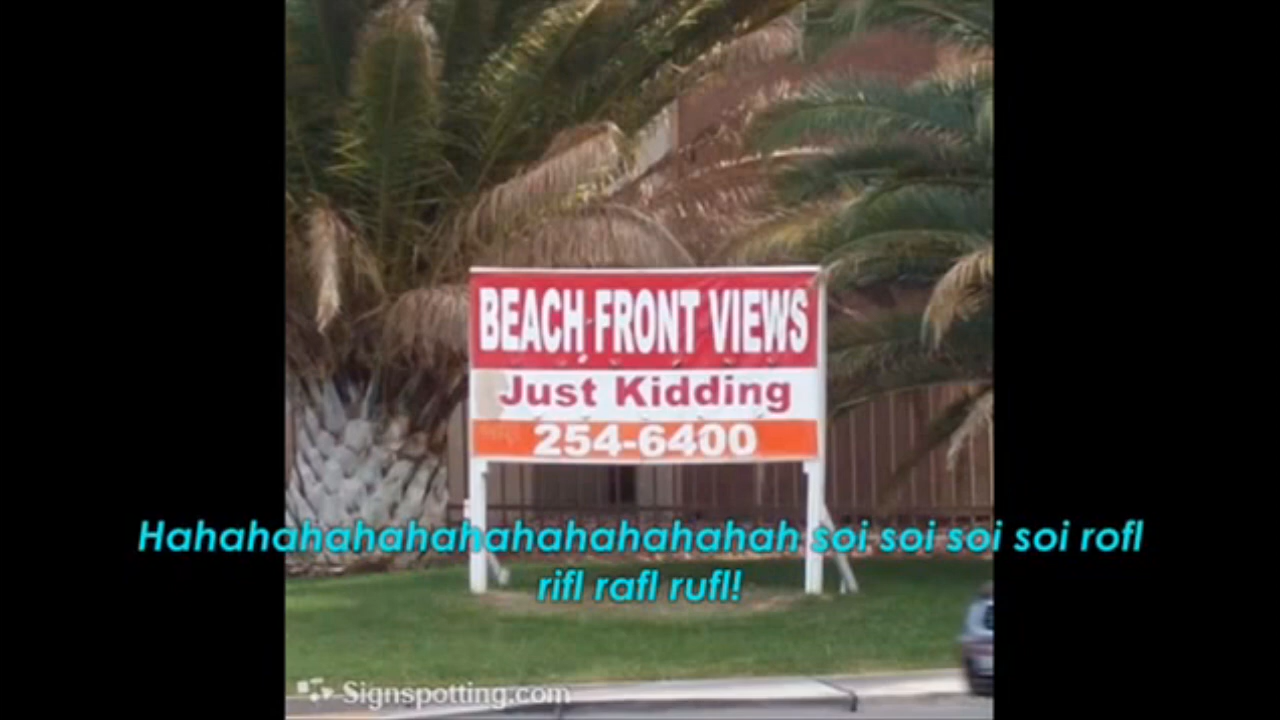 BEACH FRONT VIEWS
Just Kidding
254-6400
Hahahahahahahahahahahahah soi soi soi soi rofl
rifl rafl rufl!
Signspotting.com